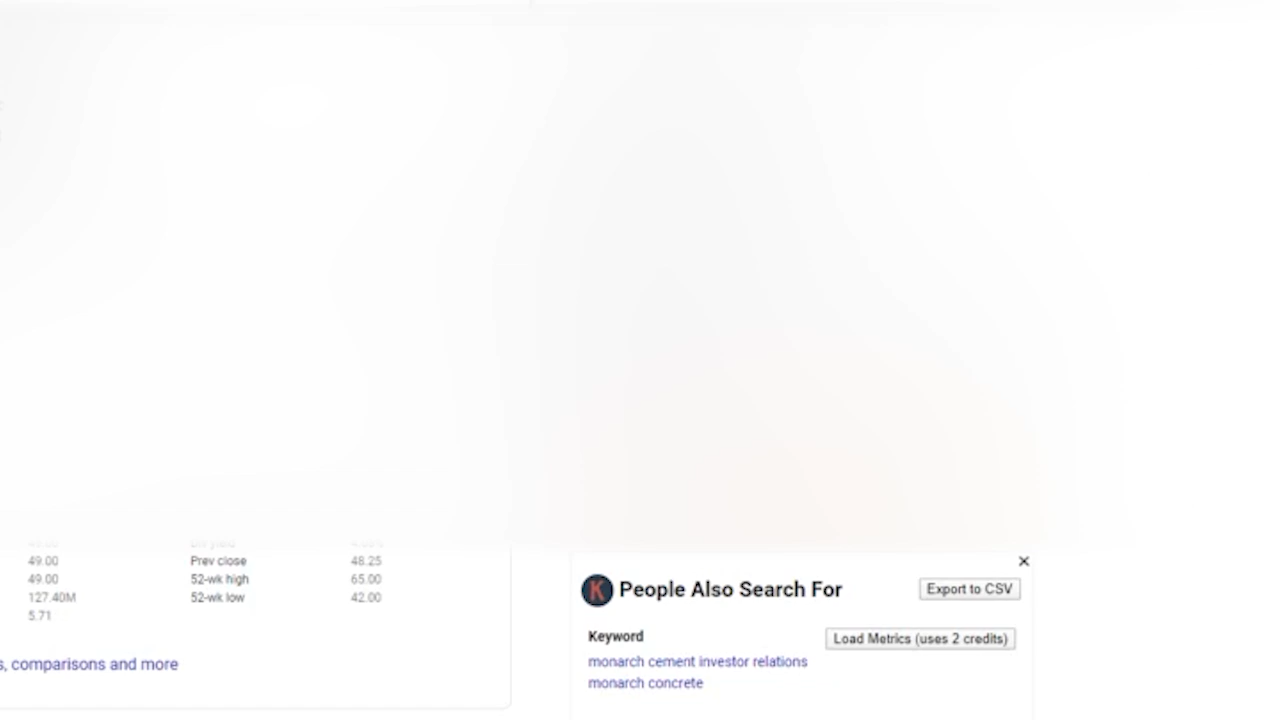 49.00 Prev close 48.25
49.00 52-wk high 65.00
127.40M 52-wk low 42.00
5.71
s, comparisons and more
People Also Search For Export to CSV
Keyword Load Metrics (uses 2 credits)
monarch cement investor relations
monarch concrete